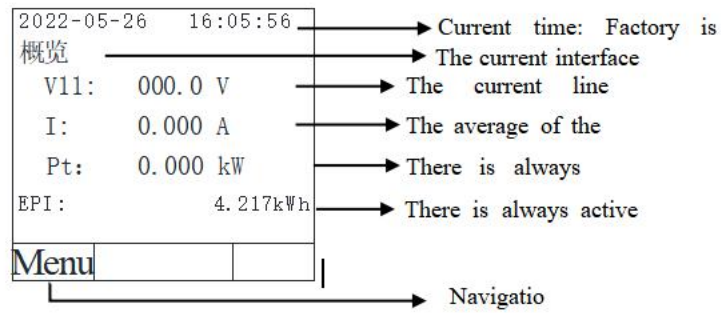 2022-05-26 16:05:56 Current time: Factory is
概览 The current interface
V11: 000.0 V The current line
I: 0.000 A The average of the
Pt: 0.000 kW There is always
EPI: 4.217kWh There is always active
Menu
Navigatio